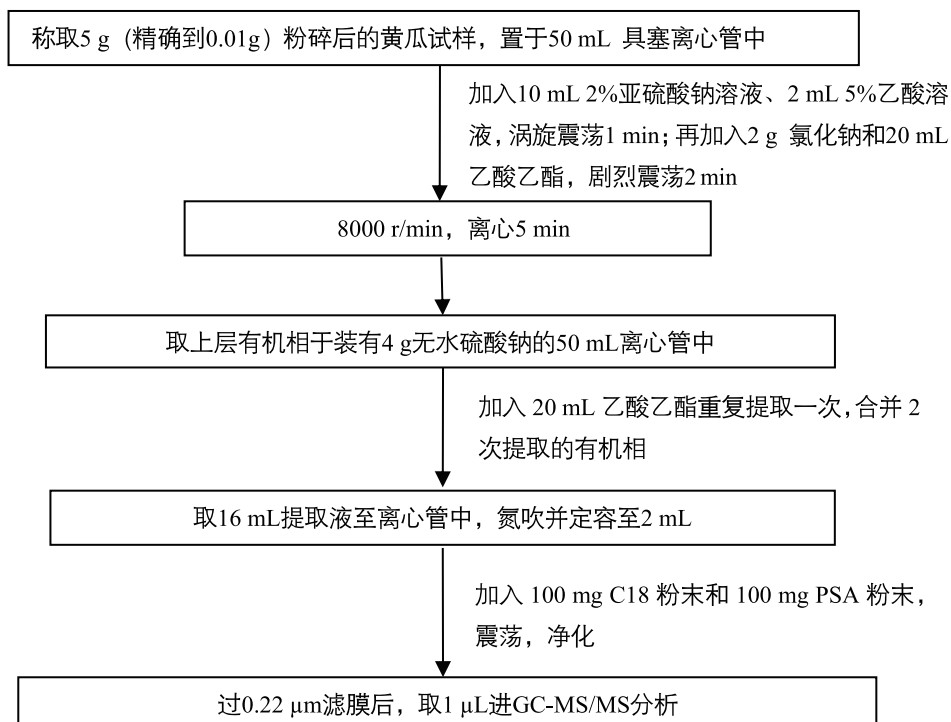 称取5 g（精确到0.01g）粉碎后的黄瓜试样，置于50 mL 具塞离心管中
加入10 mL 2%亚硫酸钠溶液、2 mL 5%乙酸溶
液，涡旋震荡1 min；再加入2 g 氯化钠和20 mL
乙酸乙酯，剧烈震荡2 min
8000 r/min，离心5 min
取上层有机相于装有4 g无水硫酸钠的50 mL离心管中
加入 20 mL 乙酸乙酯重复提取一次，合并 2
次提取的有机相
取16 mL提取液至离心管中，氮吹并定容至2 mL
加入 100 mg C18 粉末和 100 mg PSA 粉末，
震荡，净化
过0.22 μm滤膜后，取1 μL进GC-MS/MS分析